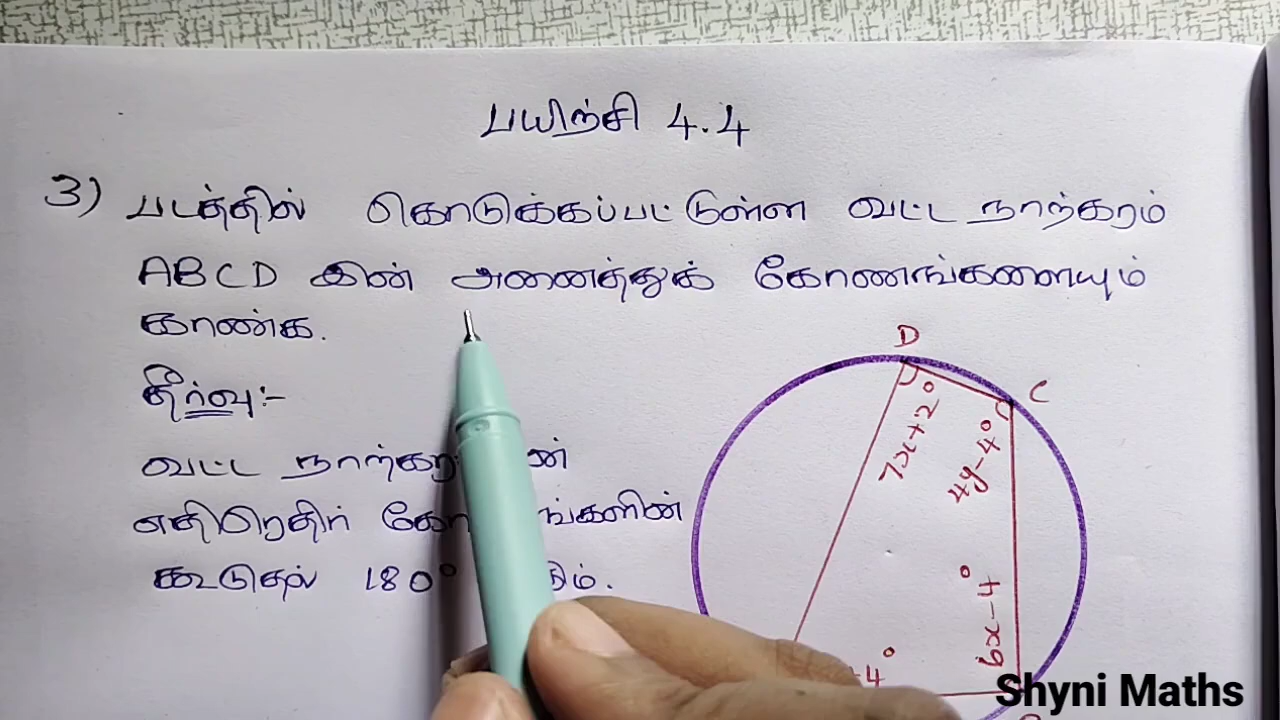 பயிற்சி 4.4
3) படத்தில் கொடுக்கப்பட்டுள்ள வட்ட நாற்கரம்
ABCD இன் அனைத்துக் கோணங்களையும்
காண்க.
தீர்வு:-
வட்ட
எதிரெதிர்
கூடுதல் 180°
D
C
7x+2°
4y-4°
6x-4°
4°
Shyni Maths